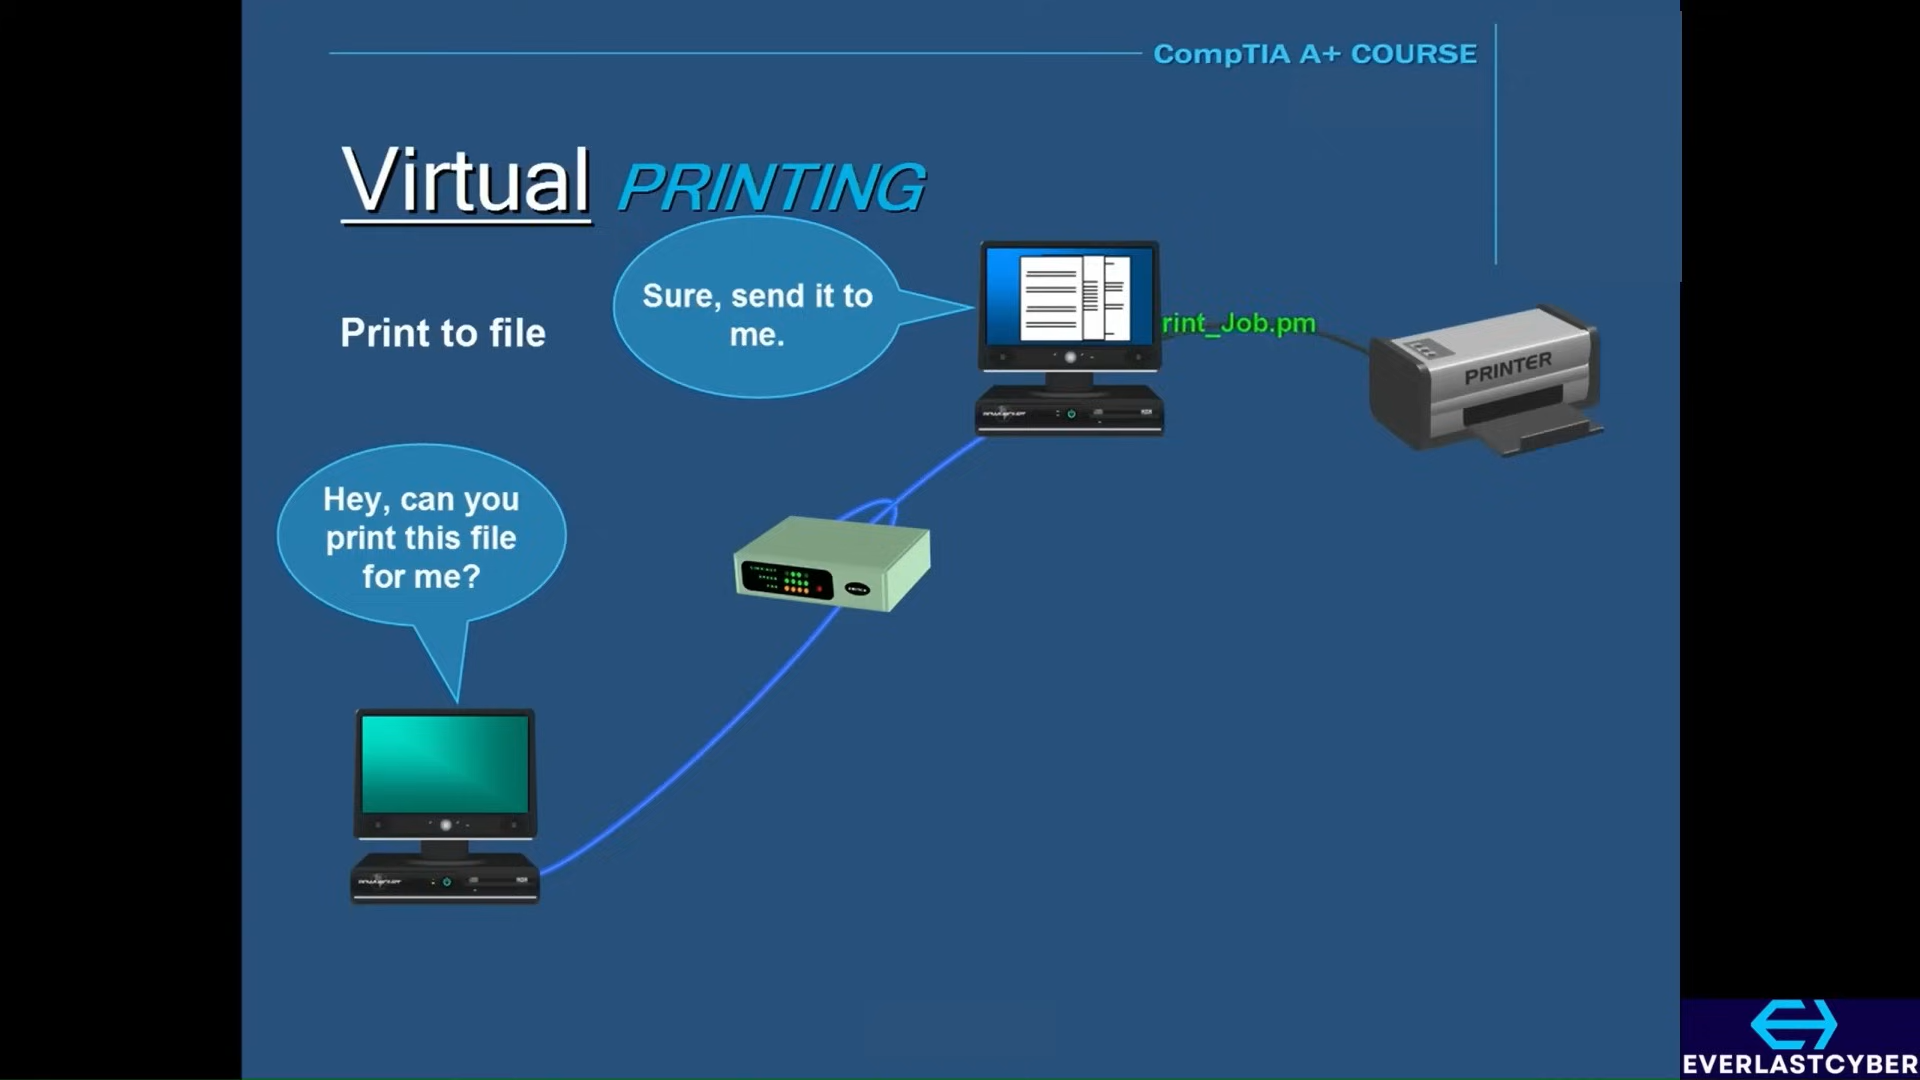 CompTIA A+ COURSE
Virtual PRINTING
Print to file
Sure, send it to
me.
rint_Job.prn
PRINTER
Hey, can you
print this file
for me?
EVERLASTCYBER